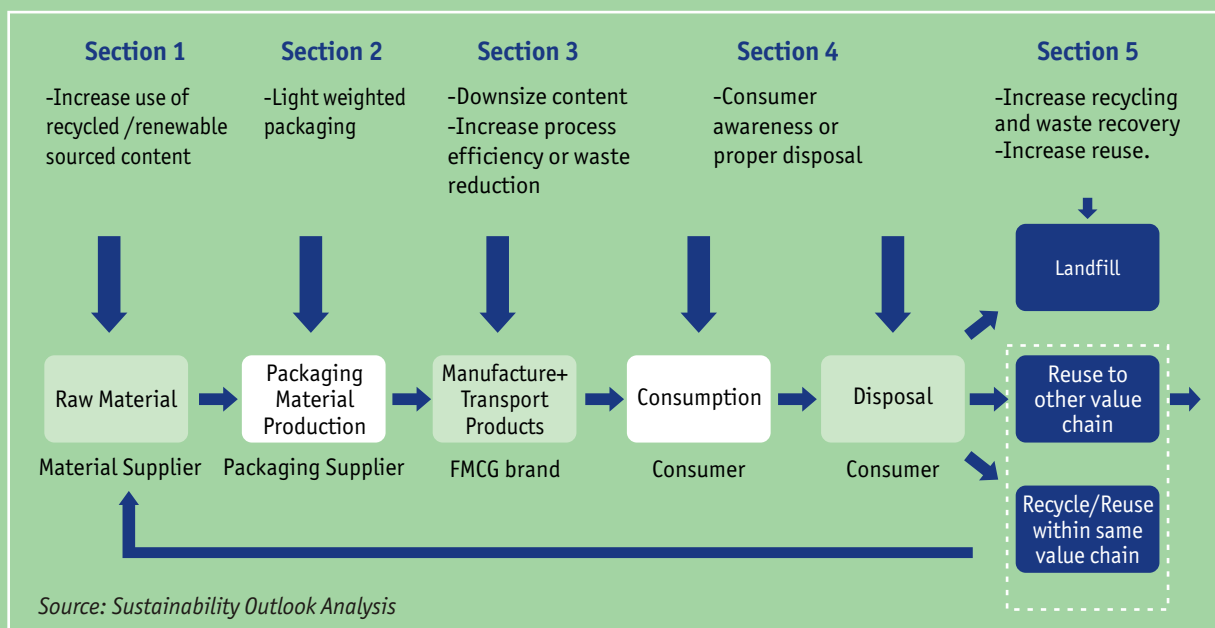 Section 1
-Increase use of
recycled /renewable
sourced content
Section 2
-Light weighted
packaging
Section 3
-Downsize content
-Increase process
efficiency or waste
reduction
Section 4
-Consumer
awareness or
proper disposal
Section 5
-Increase recycling
and waste recovery
-Increase reuse.
Landfill
Raw Material
Material Supplier
Packaging
Material
Production
Packaging Supplier
Manufacture+
Transport
Products
FMCG brand
Consumption
Consumer
Disposal
Consumer
Reuse to
other value
chain
Recycle/Reuse
within same
value chain
Source: Sustainability Outlook Analysis